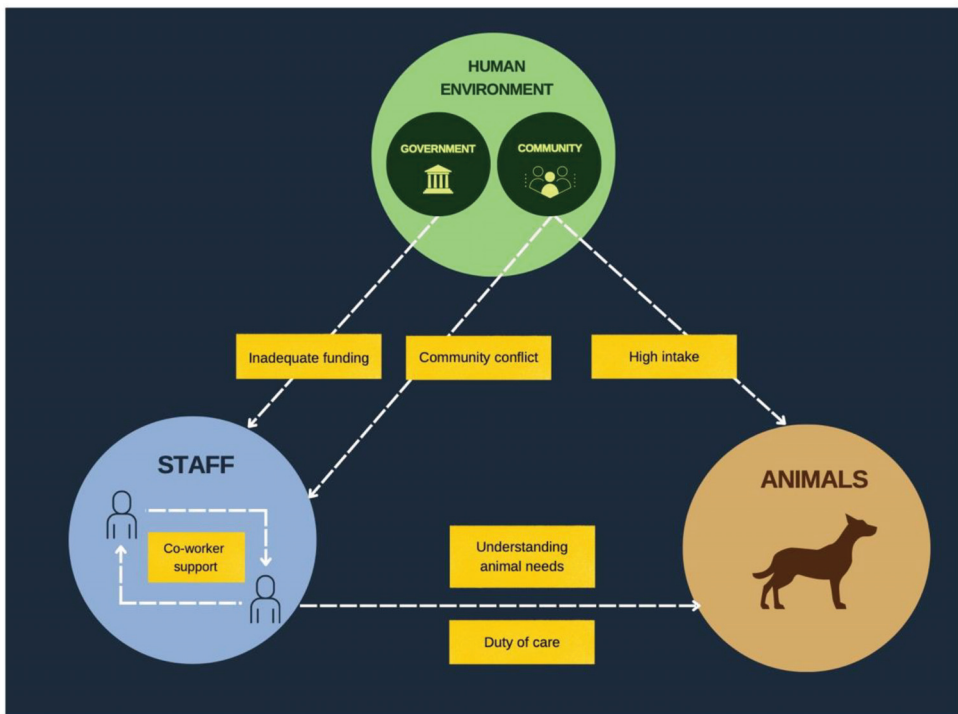 HUMAN
ENVIRONMENT
GOVERNMENT
COMMUNITY
Inadequate funding
Community conflict
High intake
STAFF
Co-worker
support
Understanding
animal needs
Duty of care
ANIMALS